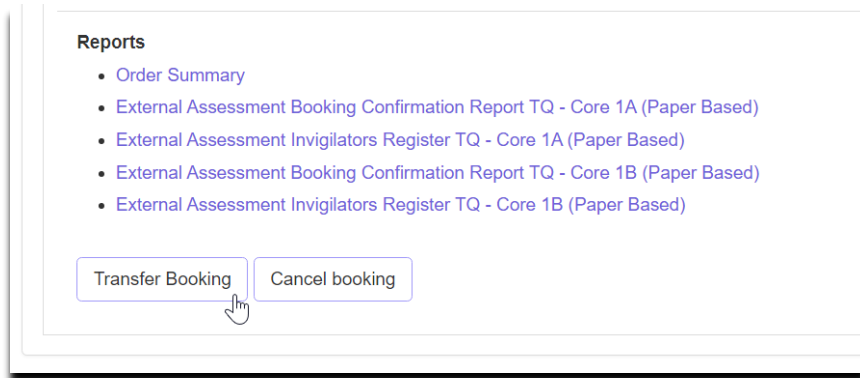 Reports
Order Summary
External Assessment Booking Confirmation Report TQ - Core 1A (Paper Based)
External Assessment Invigilators Register TQ - Core 1A (Paper Based)
External Assessment Booking Confirmation Report TQ - Core 1B (Paper Based)
External Assessment Invigilators Register TQ - Core 1B (Paper Based)
Transfer Booking Cancel booking